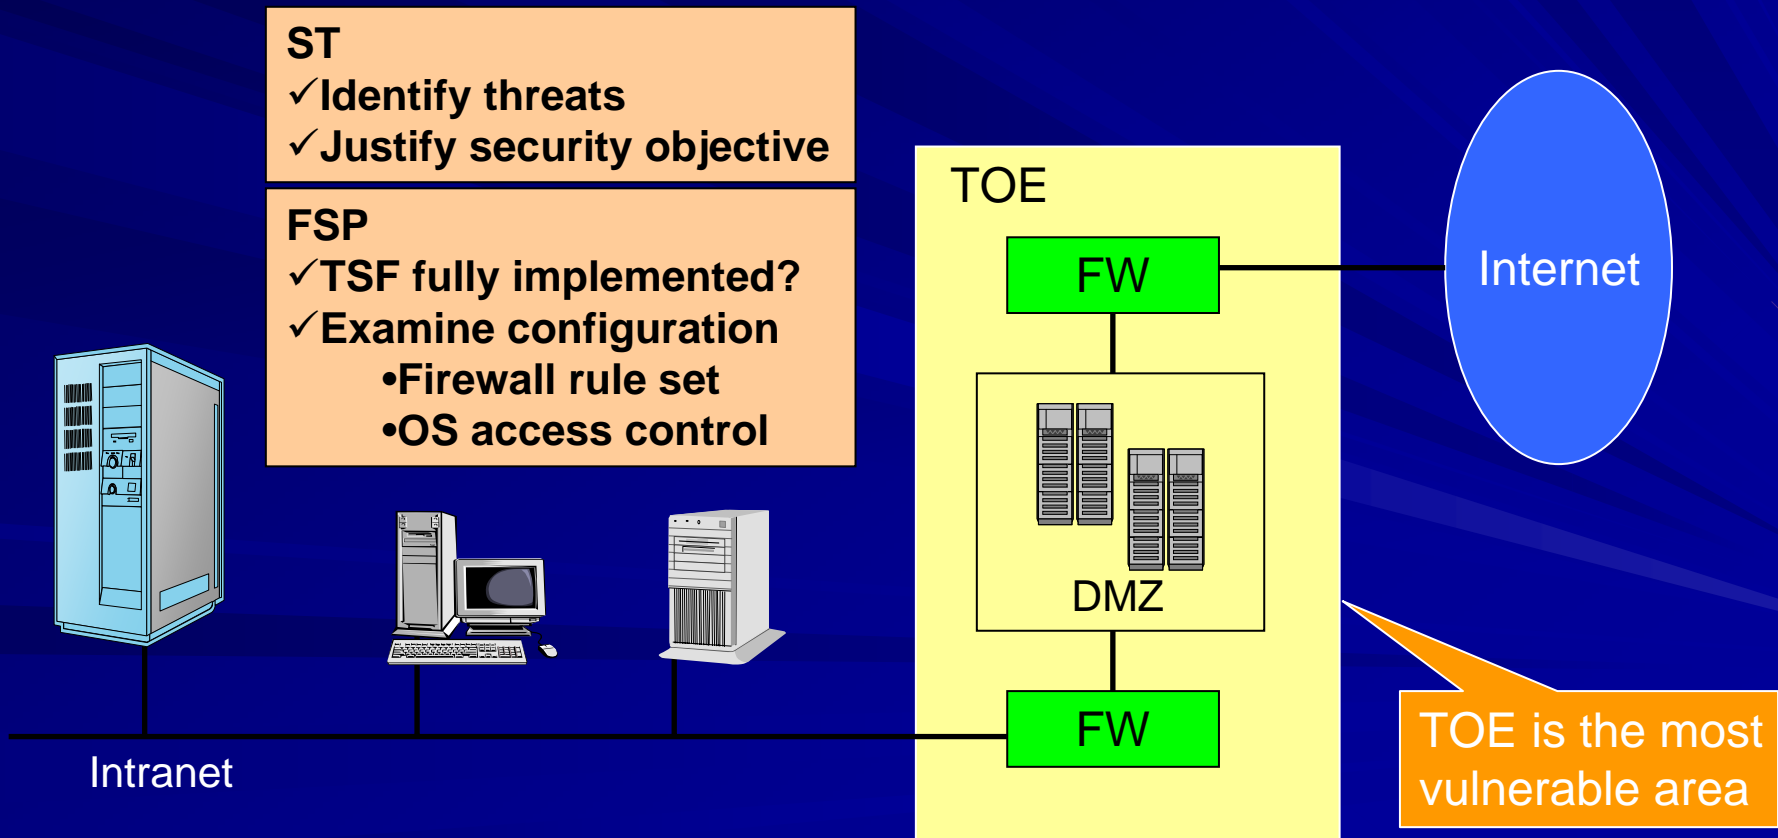 ST
✓Identify threats
✓Justify security objective
FSP
✓TSF fully implemented?
✓Examine configuration
•Firewall rule set
•OS access control
TOE
FW
Internet
DMZ
FW
Intranet
TOE is the most
vulnerable area